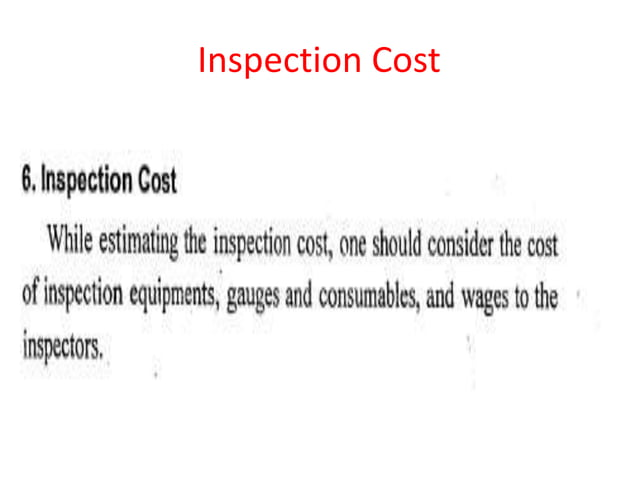 Inspection Cost
6. Inspection Cost
While estimating the inspection cost, one should consider the cost
of inspection equipments, gauges and consumables, and wages to the
inspectors.